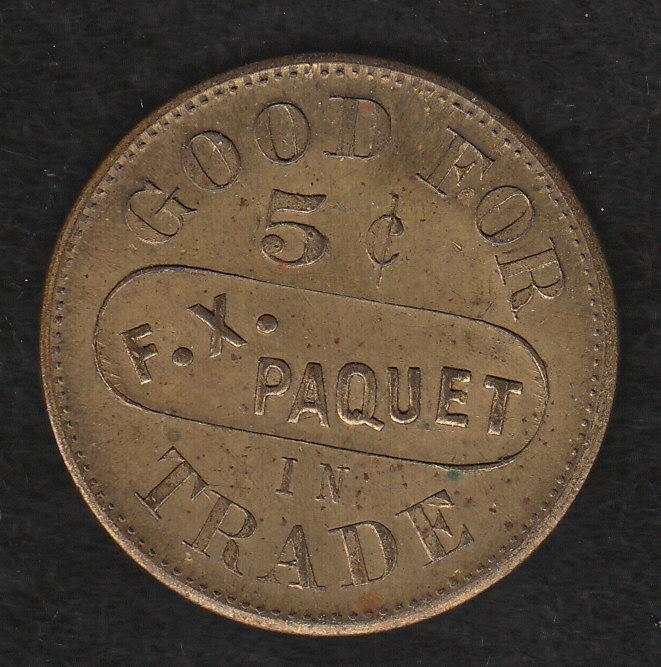 GOOD FOR
5 ¢
F. X.
PAQUET
IN
TRADE